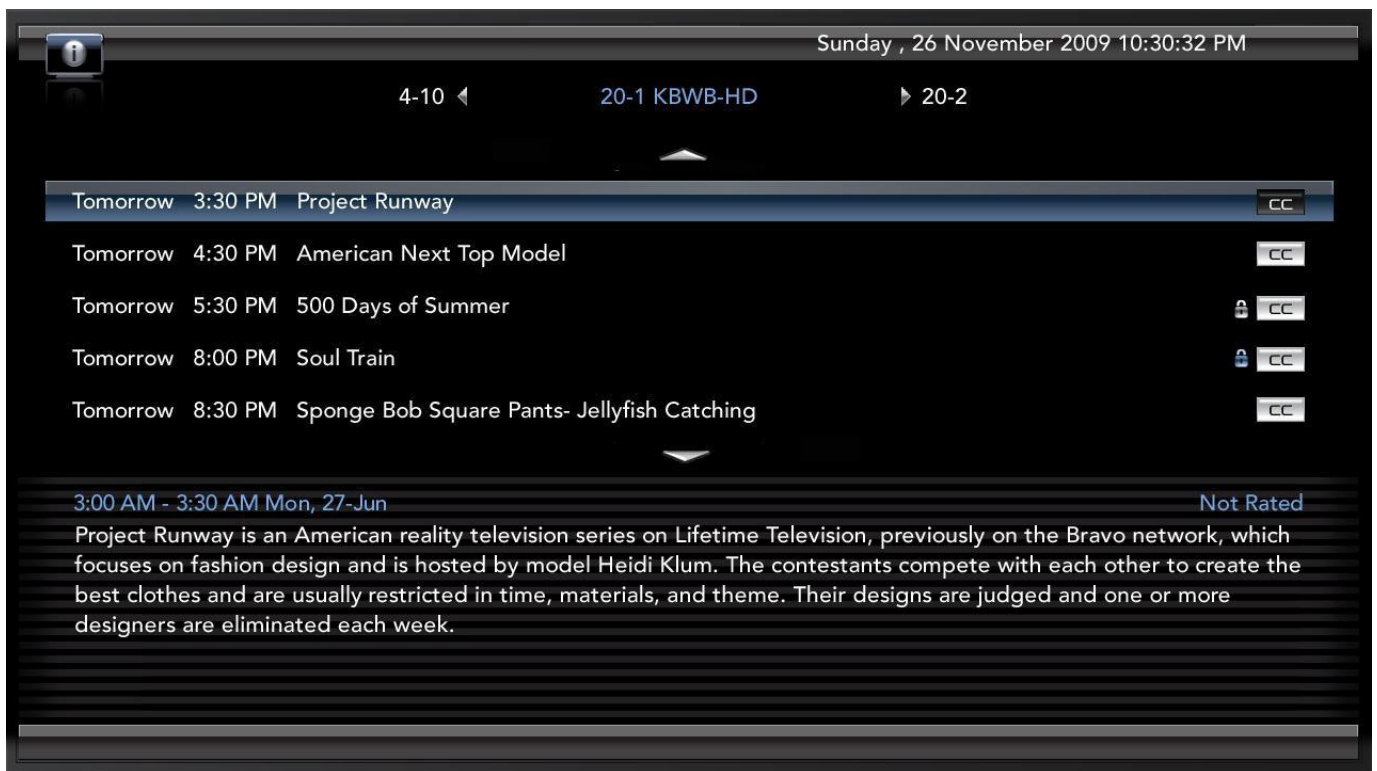 i
Sunday , 26 November 2009 10:30:32 PM
4-10 20-1 KBWB-HD 20-2
Tomorrow 3:30 PM Project Runway CC
Tomorrow 4:30 PM American Next Top Model CC
Tomorrow 5:30 PM 500 Days of Summer CC
Tomorrow 8:00 PM Soul Train CC
Tomorrow 8:30 PM Sponge Bob Square Pants- Jellyfish Catching CC
3:00 AM - 3:30 AM Mon, 27-Jun Not Rated
Project Runway is an American reality television series on Lifetime Television, previously on the Bravo network, which
focuses on fashion design and is hosted by model Heidi Klum. The contestants compete with each other to create the
best clothes and are usually restricted in time, materials, and theme. Their designs are judged and one or more
designers are eliminated each week.